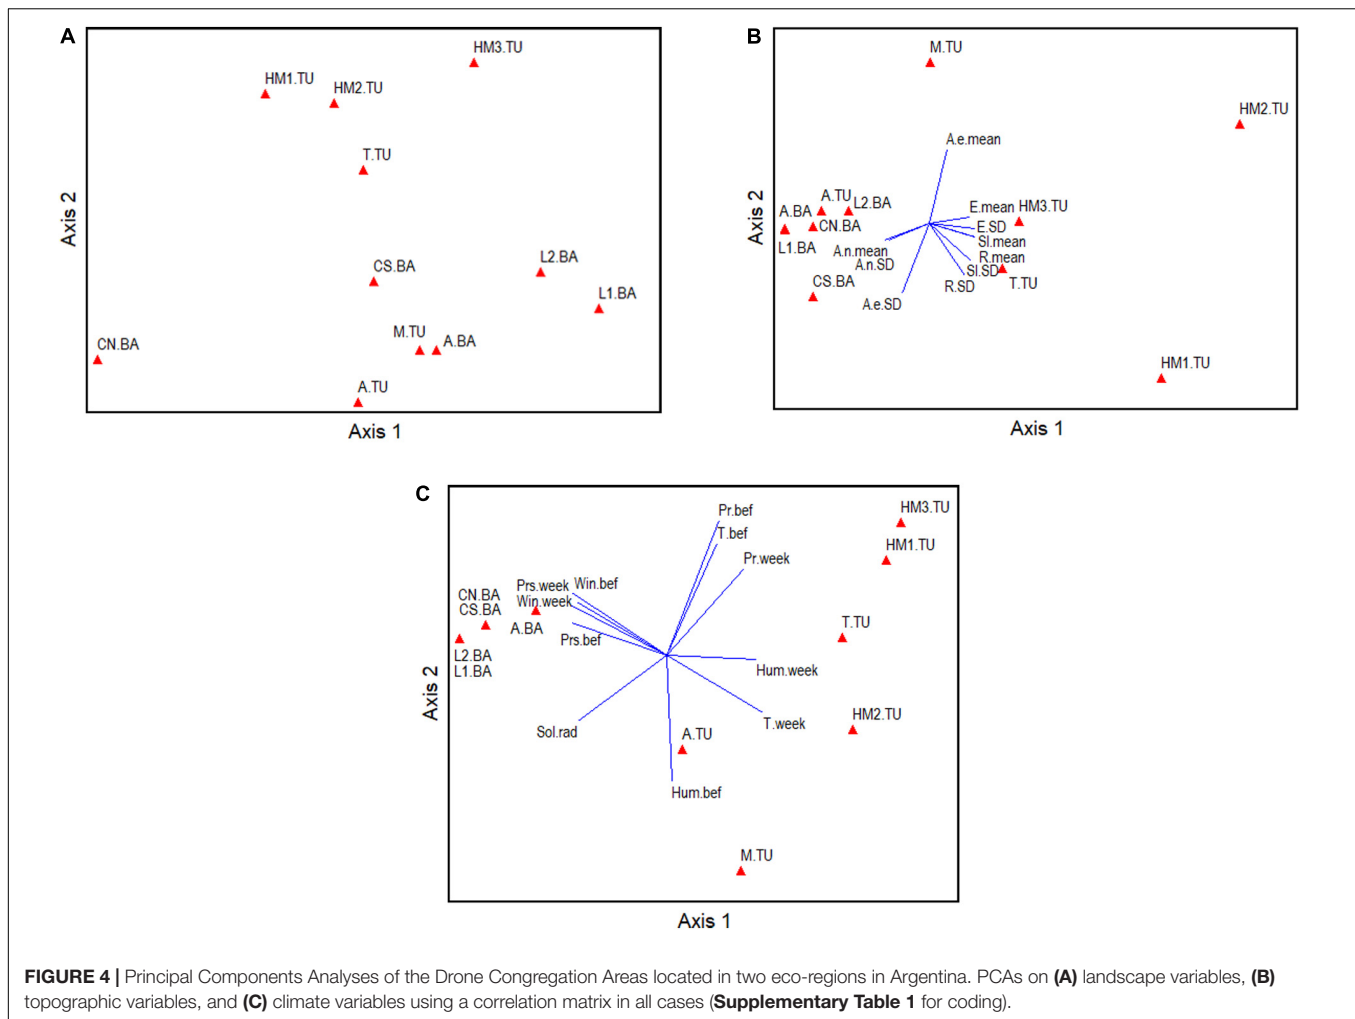 A
HM3.TU
HM1.TU
HM2.TU
T.TU
CS.BA
L2.BA
L1.BA
M.TU
A.BA
CN.BA
A.TU
Axis 2
Axis 1
B
M.TU
HM2.TU
A.e.mean
A.TU
A.BA
L2.BA
E.mean
HM3.TU
CN.BA
E.SD
L1.BA
A.n.mean
Sl.mean
A.n.SD
R.mean
Sl.SD
CS.BA
R.SD
T.TU
A.e.SD
HM1.TU
Axis 2
Axis 1
C
Pr.bef
HM3.TU
T.bef
HM1.TU
Pr.week
Prs.week
Win.bef
CN.BA
Win.week
CS.BA
A.BA
T.TU
Prs.bef
L2.BA
L1.BA
Hum.week
T.week
HM2.TU
Sol.rad
A.TU
Hum.bef
M.TU
Axis 2
Axis 1
FIGURE 4 | Principal Components Analyses of the Drone Congregation Areas located in two eco-regions in Argentina. PCAs on (A) landscape variables, (B)
topographic variables, and (C) climate variables using a correlation matrix in all cases (Supplementary Table 1 for coding).